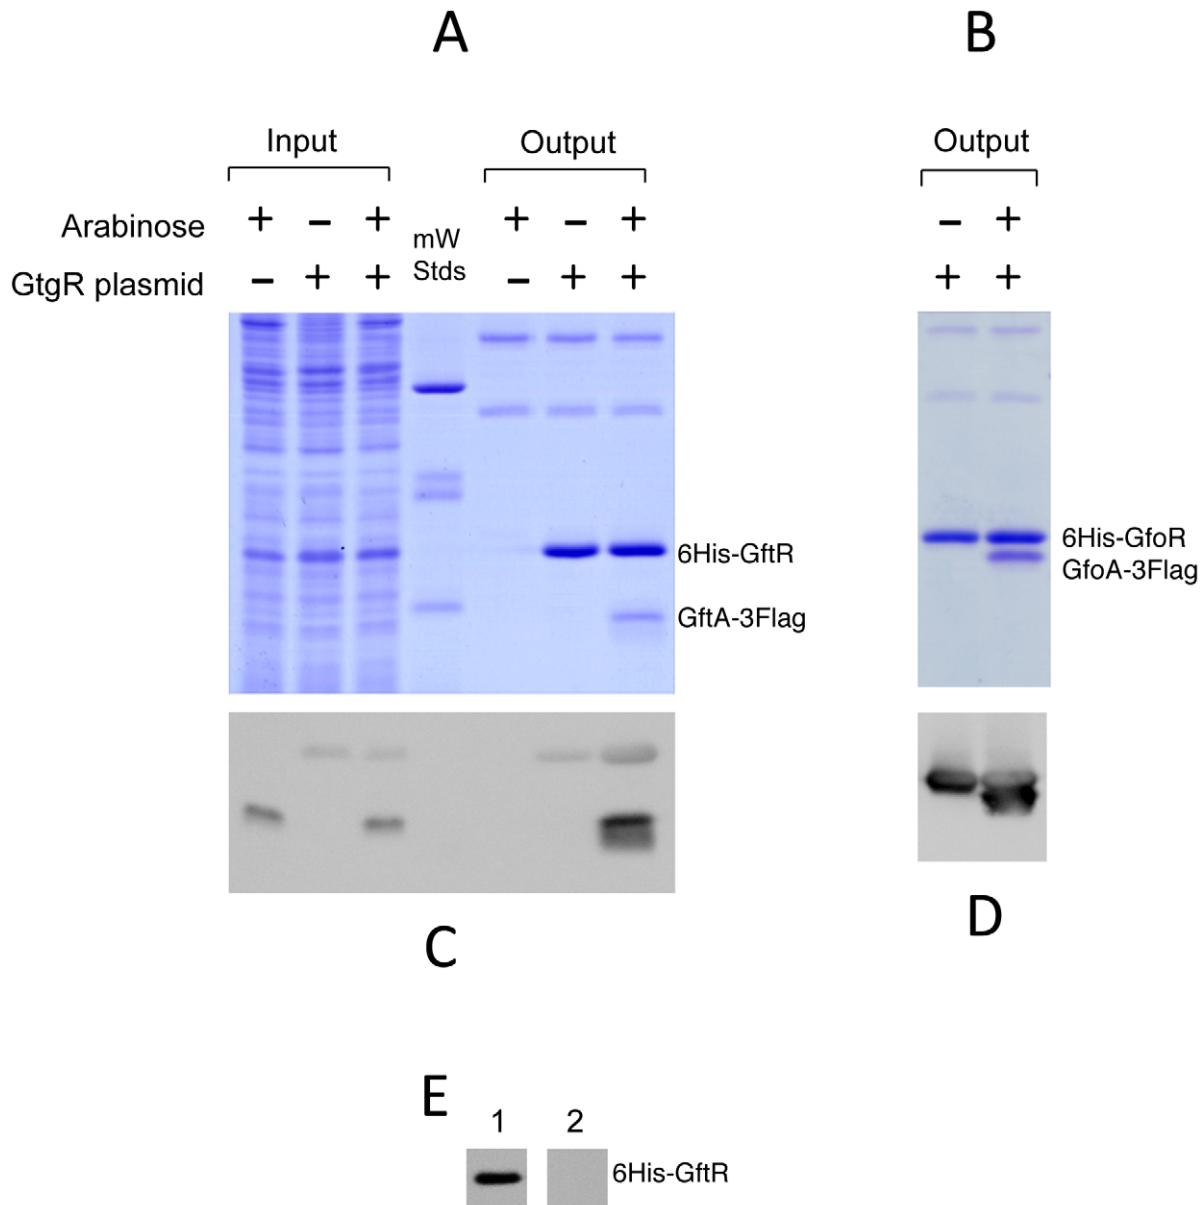 A
B
Input
Output
Output
Arabinose + – + + – + – +
mW
Stds
GtgR plasmid – + + – + + + +
6His-GftR
GftA-3Flag
6His-GfoR
GfoA-3Flag
C
D
E
1 2
6His-GftR